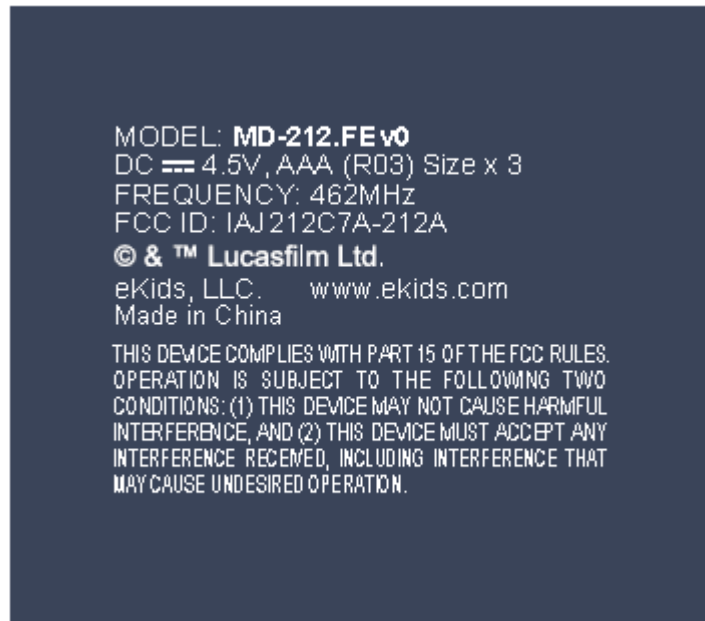 MODEL: MD-212.FEv0
DC ⎓ 4.5V, AAA (R03) Size x 3
FREQUENCY: 462MHz
FCC ID: IAJ212C7A-212A
© & ™ Lucasfilm Ltd.
eKids, LLC. www.ekids.com
Made in China
THIS DEVICE COMPLIES WITH PART 15 OF THE FCC RULES.
OPERATION IS SUBJECT TO THE FOLLOWING TWO
CONDITIONS: (1) THIS DEVICE MAY NOT CAUSE HARMFUL
INTERFERENCE, AND (2) THIS DEVICE MUST ACCEPT ANY
INTERFERENCE RECEIVED, INCLUDING INTERFERENCE THAT
MAY CAUSE UNDESIRED OPERATION.